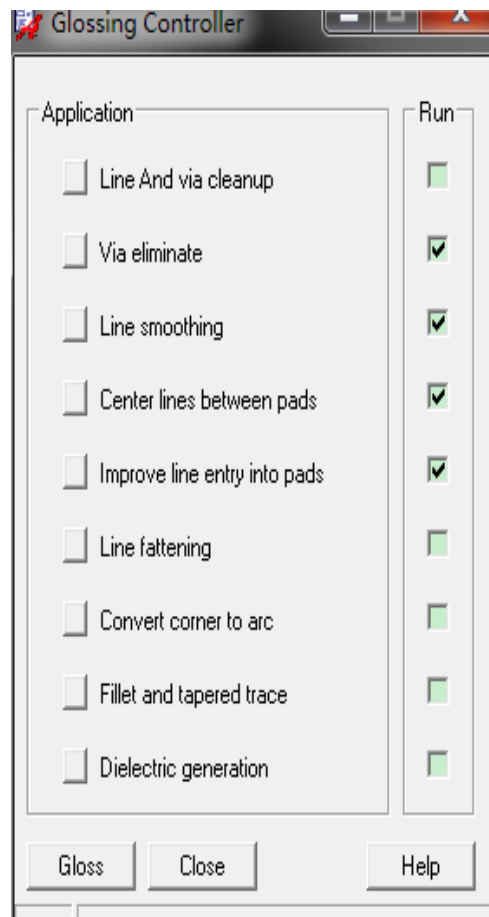 Glossing Controller
Application Run
Line And via cleanup
Via eliminate
Line smoothing
Center lines between pads
Improve line entry into pads
Line fattening
Convert corner to arc
Fillet and tapered trace
Dielectric generation
Gloss Close Help